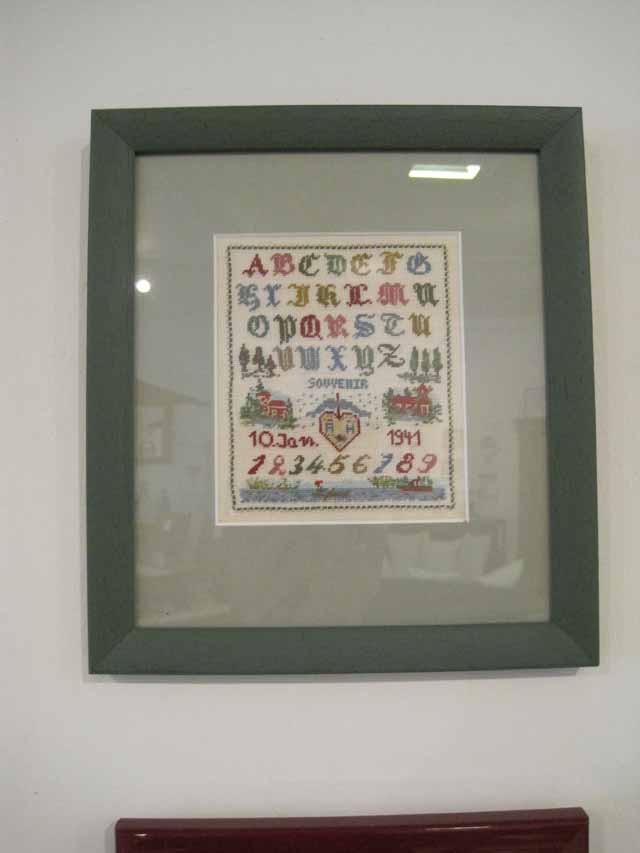 ABCDEFG
HIJKLMN
OPQRSTU
VWXYZ
SOUVENIR
10.Jan. 1941
123456789